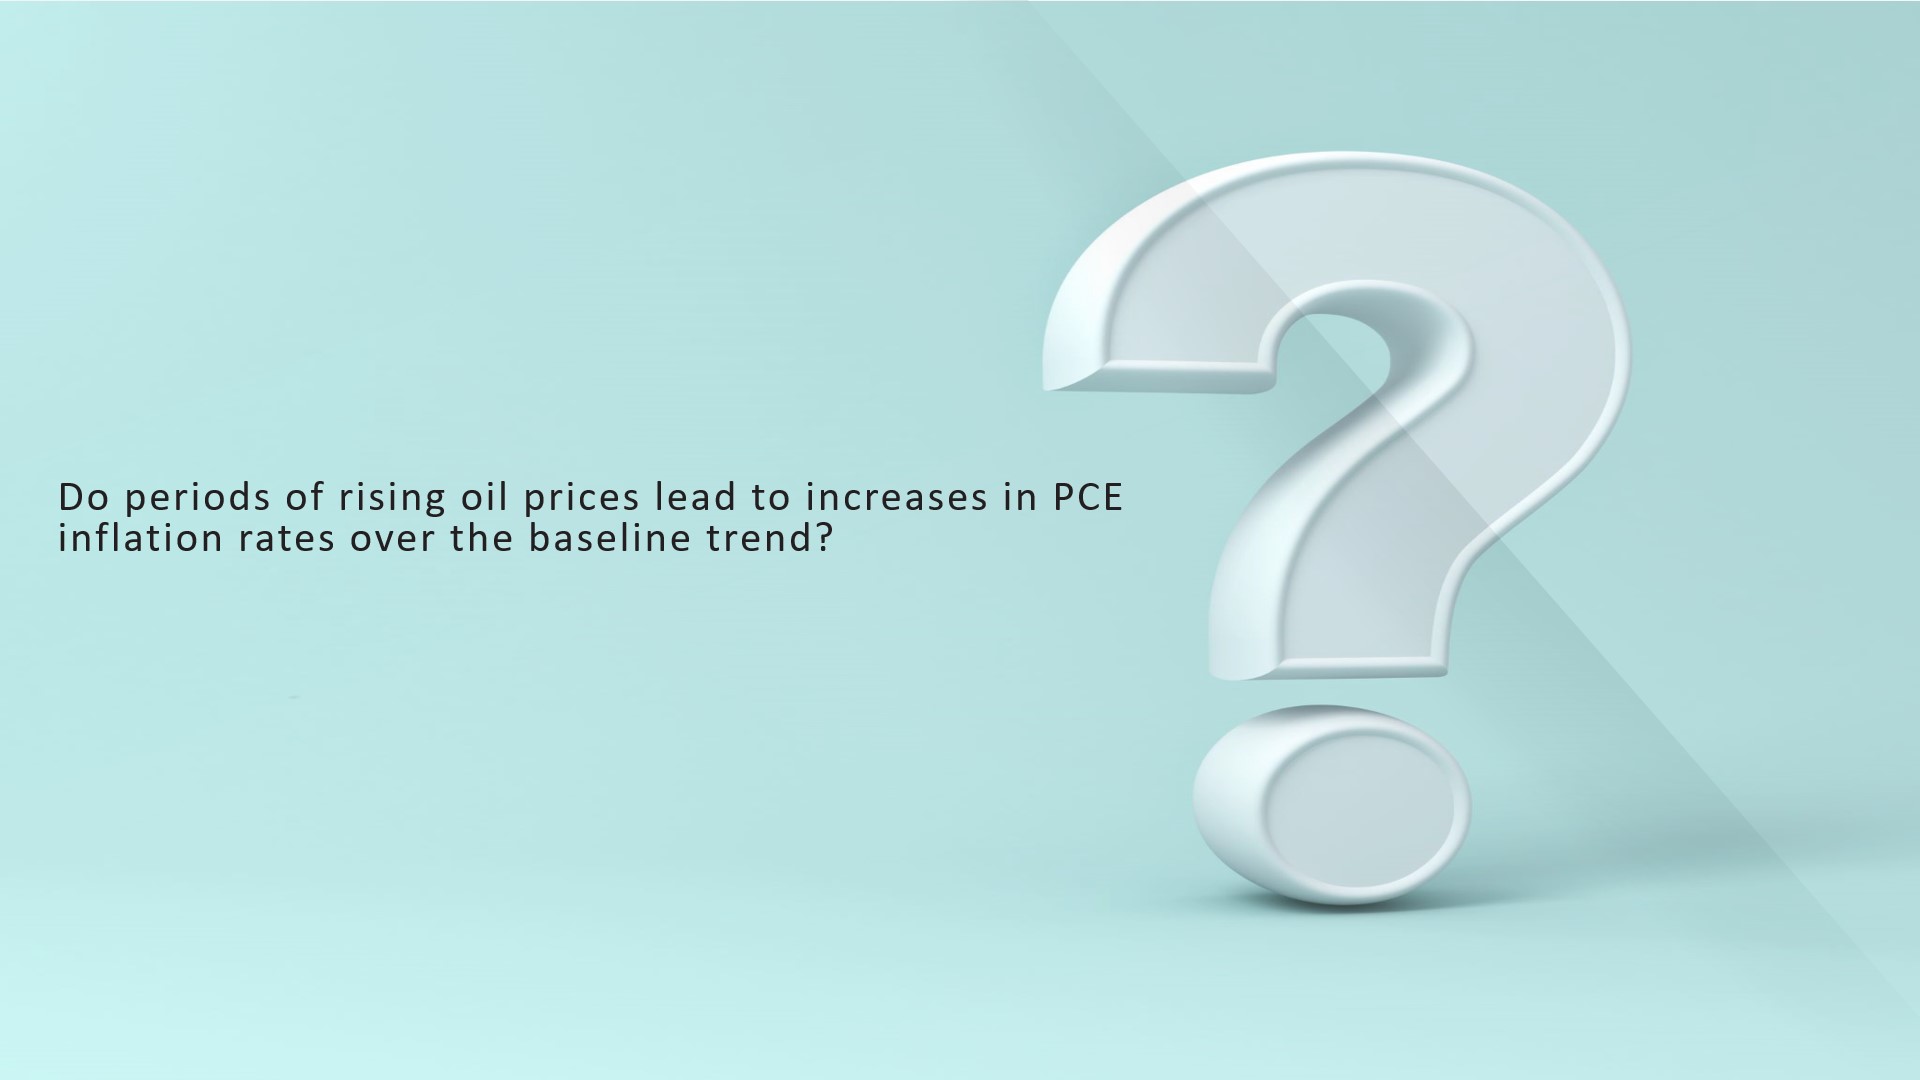 Do periods of rising oil prices lead to increases in PCE
inflation rates over the baseline trend?